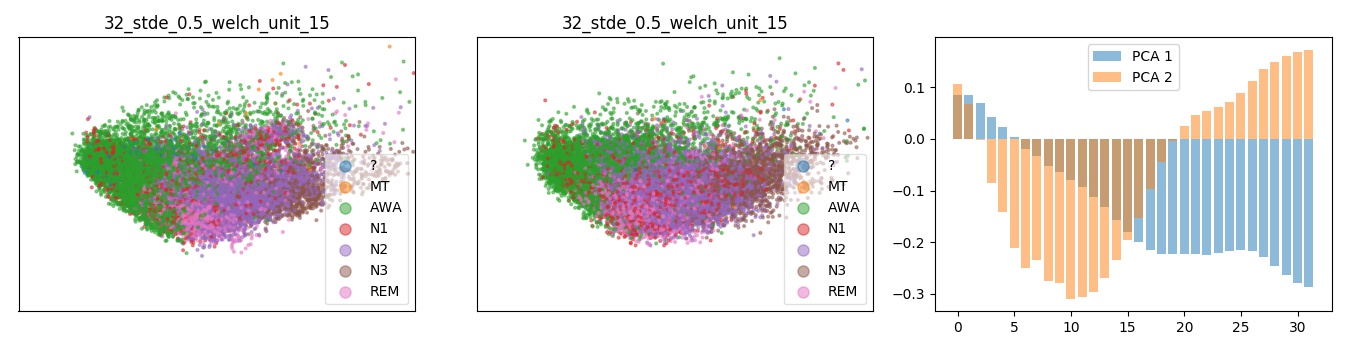 32_stde_0.5_welch_unit_15
?
MT
AWA
N1
N2
N3
REM
32_stde_0.5_welch_unit_15
?
MT
AWA
N1
N2
N3
REM
PCA 1
PCA 2
0.1
0.0
−0.1
−0.2
−0.3
0 5 10 15 20 25 30